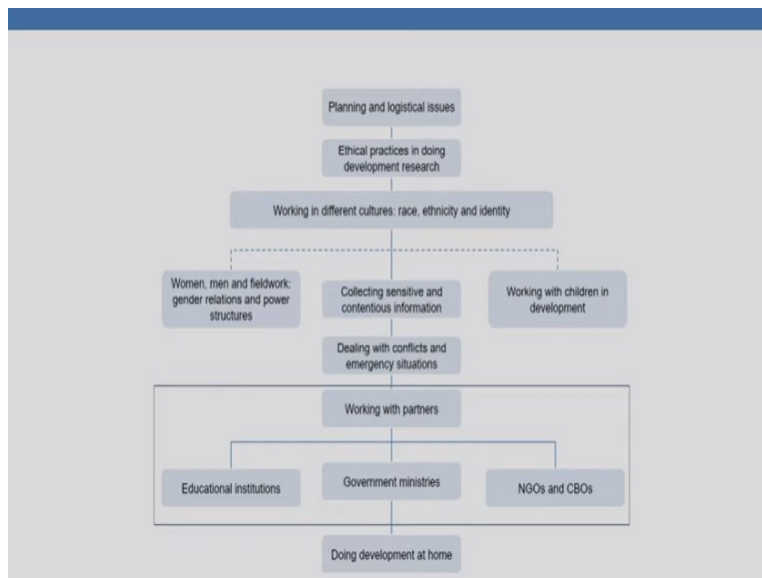 Planning and logistical issues
Ethical practices in doing
development research
Working in different cultures: race, ethnicity and identity
Women, men and fieldwork:
gender relations and power
structures
Collecting sensitive and
contentious information
Working with children in
development
Dealing with conflicts and
emergency situations
Working with partners
Educational institutions
Government ministries
NGOs and CBOs
Doing development at home